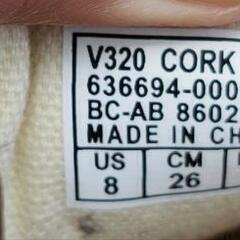 V320 CORK
636694-000
BC-AB 8602
MADE IN CH
US CM
8 26